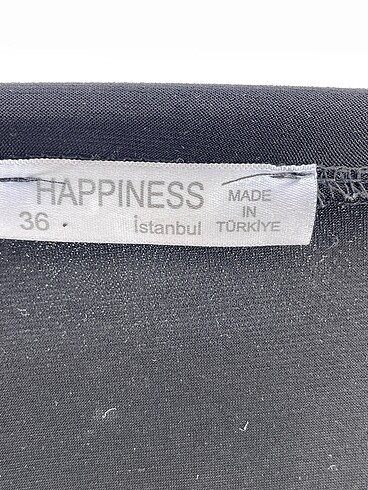 HAPPINESS
36
İstanbul
MADE
IN
TÜRKİYE